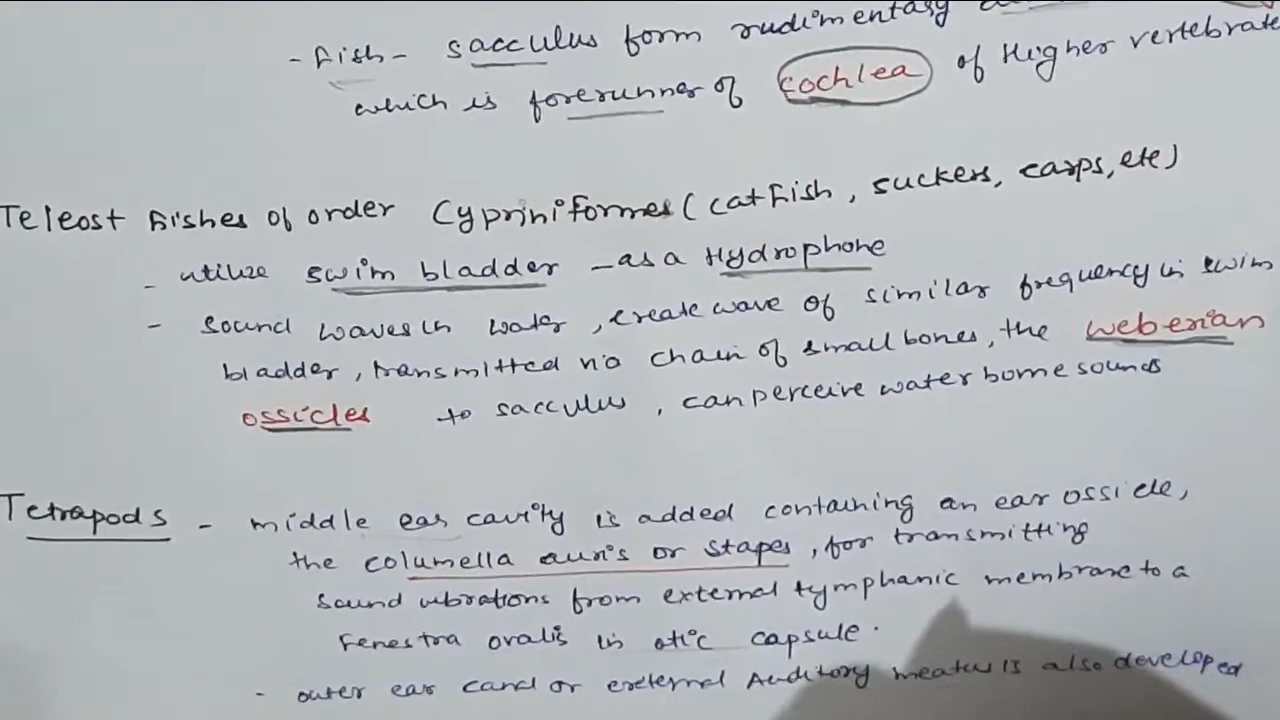 - Fish - sacculus form rudimentary
which is forerunner of cochlea of Higher vertebrate
Teleost fishes of order Cypriniformes (catfish, suckers, carps, etc)
- utilize swim bladder - as a Hydrophone
- sound waves in water, create wave of similar frequency in swim
bladder, transmitted via chain of small bones, the weberian
ossicles to sacculus, can perceive water borne sounds
Tetrapods - middle ear cavity is added containing an ear ossicle,
the columella auris or stapes, for transmitting
sound vibrations from external tymphanic membrane to a
Fenestra ovalis in otic capsule.
- outer ear canal or external Auditory meatus is also developed